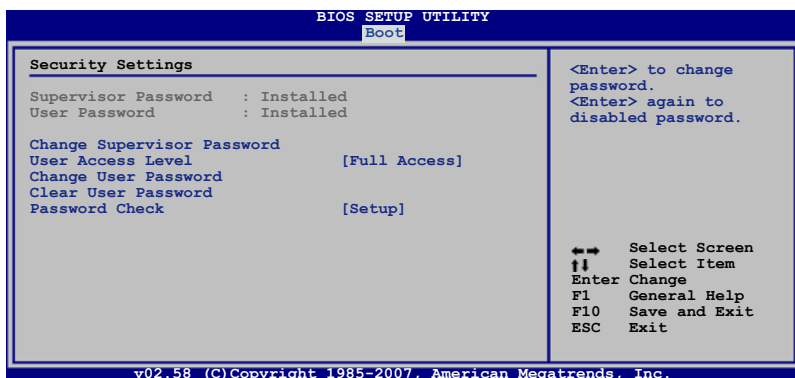 BIOS SETUP UTILITY
Boot
Security Settings
Supervisor Password : Installed
User Password : Installed
Change Supervisor Password
User Access Level [Full Access]
Change User Password
Clear User Password
Password Check [Setup]
<Enter> to change
password.
<Enter> again to
disabled password.
←→ Select Screen
↑↓ Select Item
Enter Change
F1 General Help
F10 Save and Exit
ESC Exit
v02.58 (C)Copyright 1985-2007, American Megatrends, Inc.